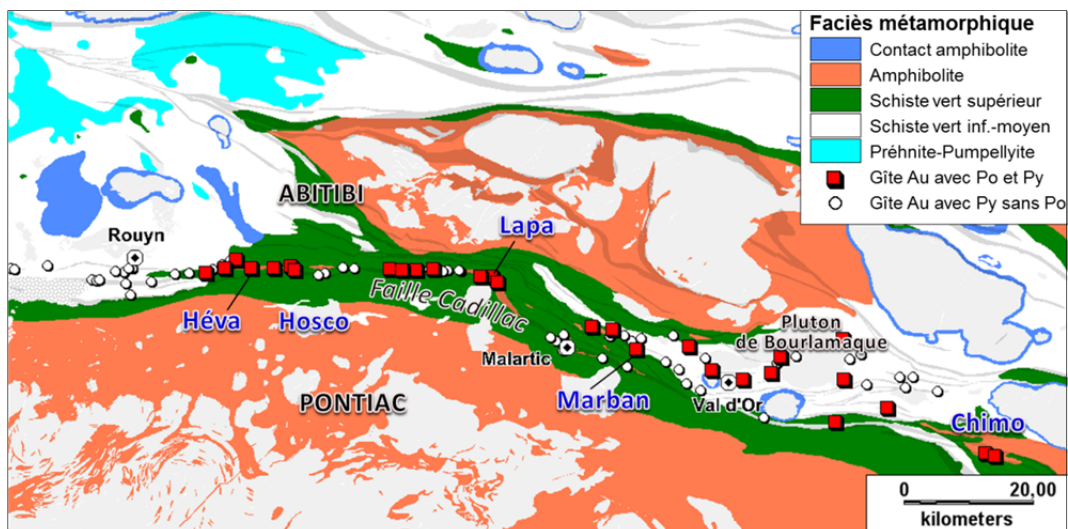 Faciès métamorphique
Contact amphibolite
Amphibolite
Schiste vert supérieur
Schiste vert inf.-moyen
Préhnite-Pumpellyite
Gîte Au avec Po et Py
Gîte Au avec Py sans Po
ABITIBI
Lapa
Rouyn
Faille Cadillac
Héva
Hosco
Pluton
de Bourlamaque
Malartic
PONTIAC
Marban
Val d'Or
Chimo
0 20,00
kilometers